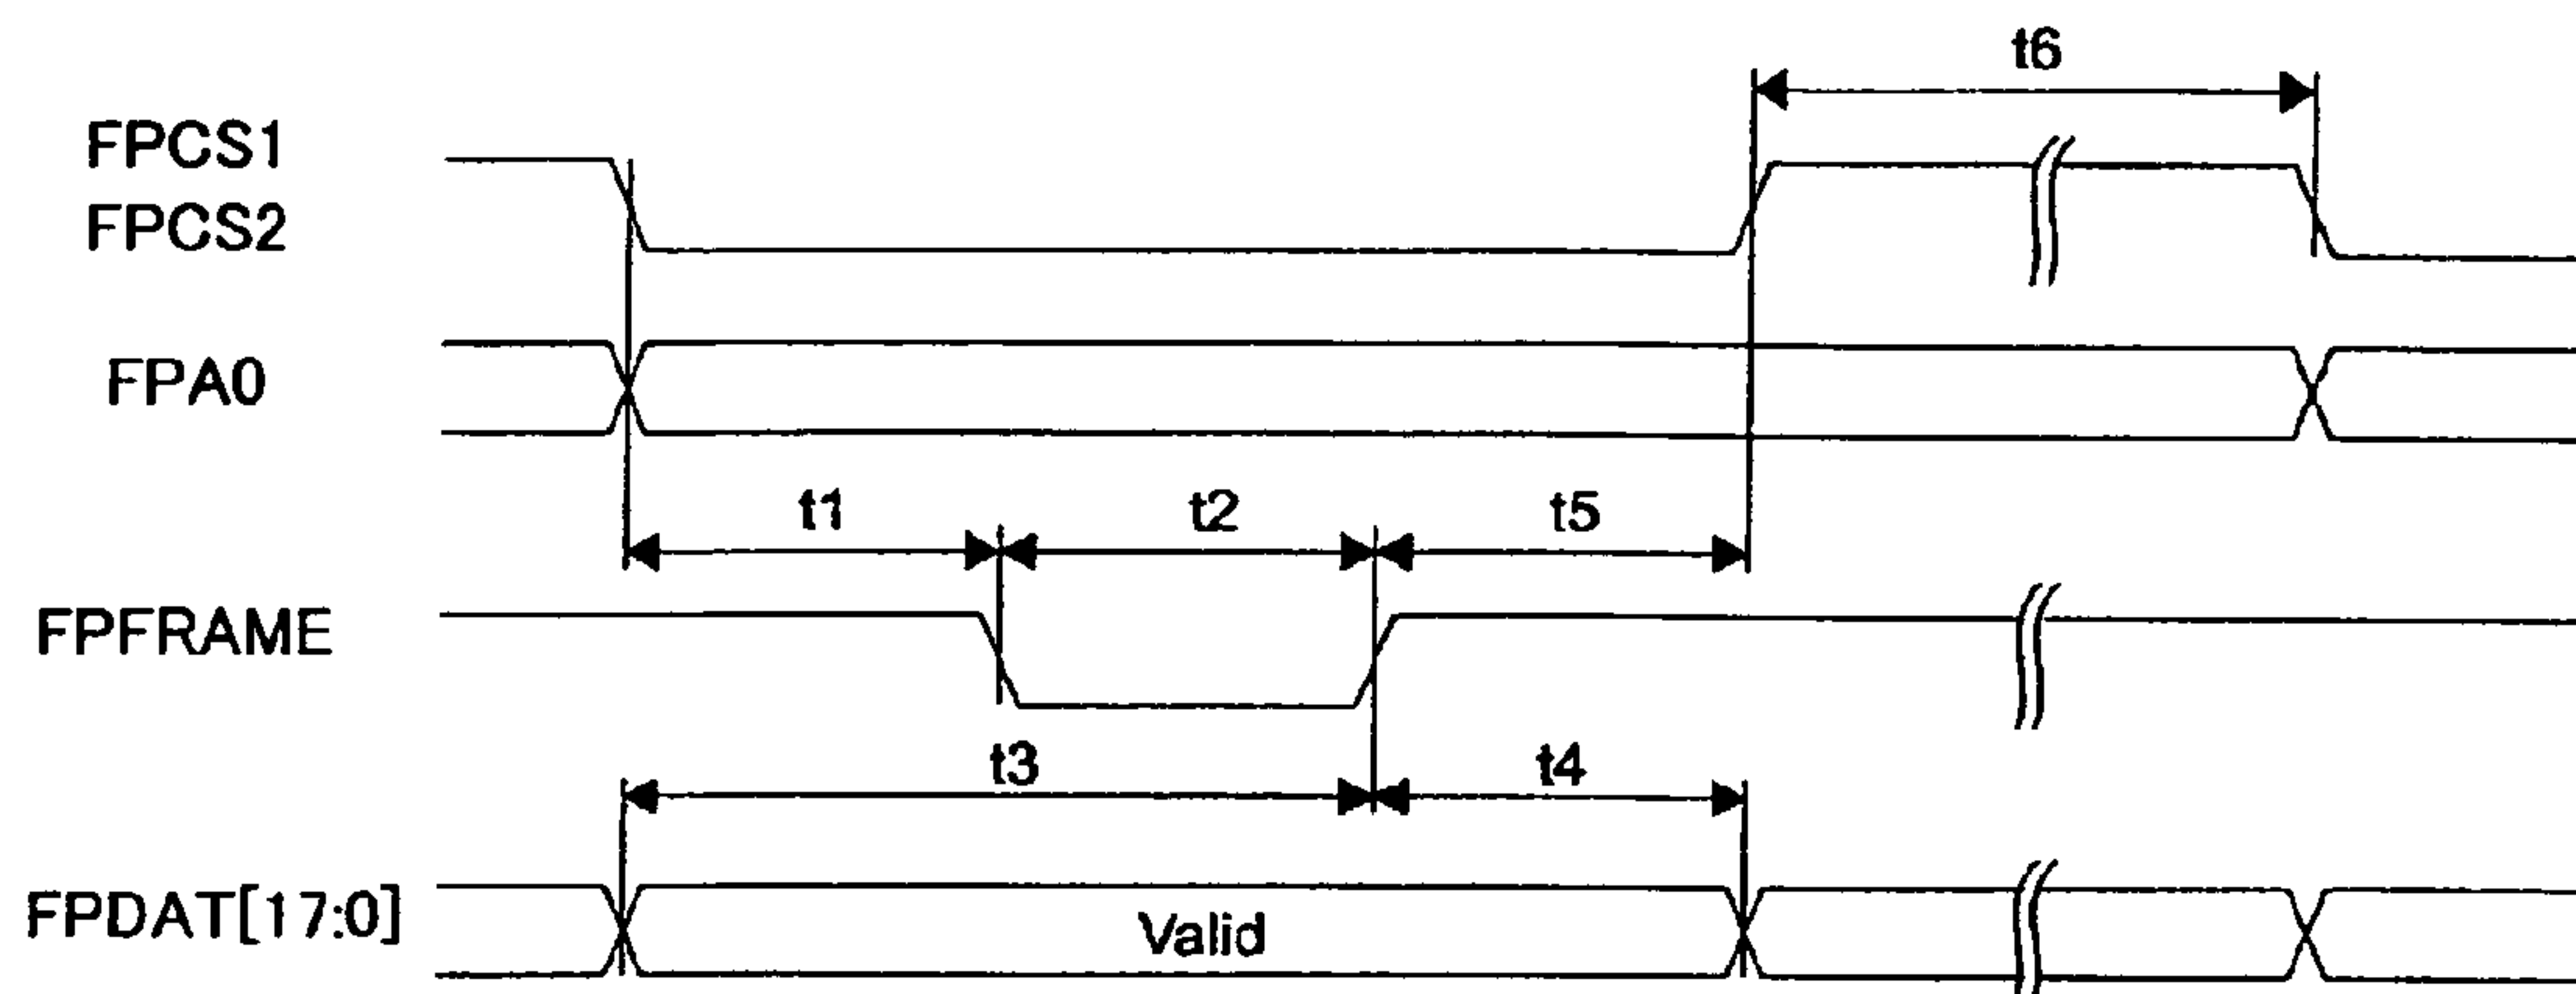 t6
FPCS1
FPCS2
FPA0
t1 t2 t5
FPFRAME
t3 t4
FPDAT[17:0] Valid